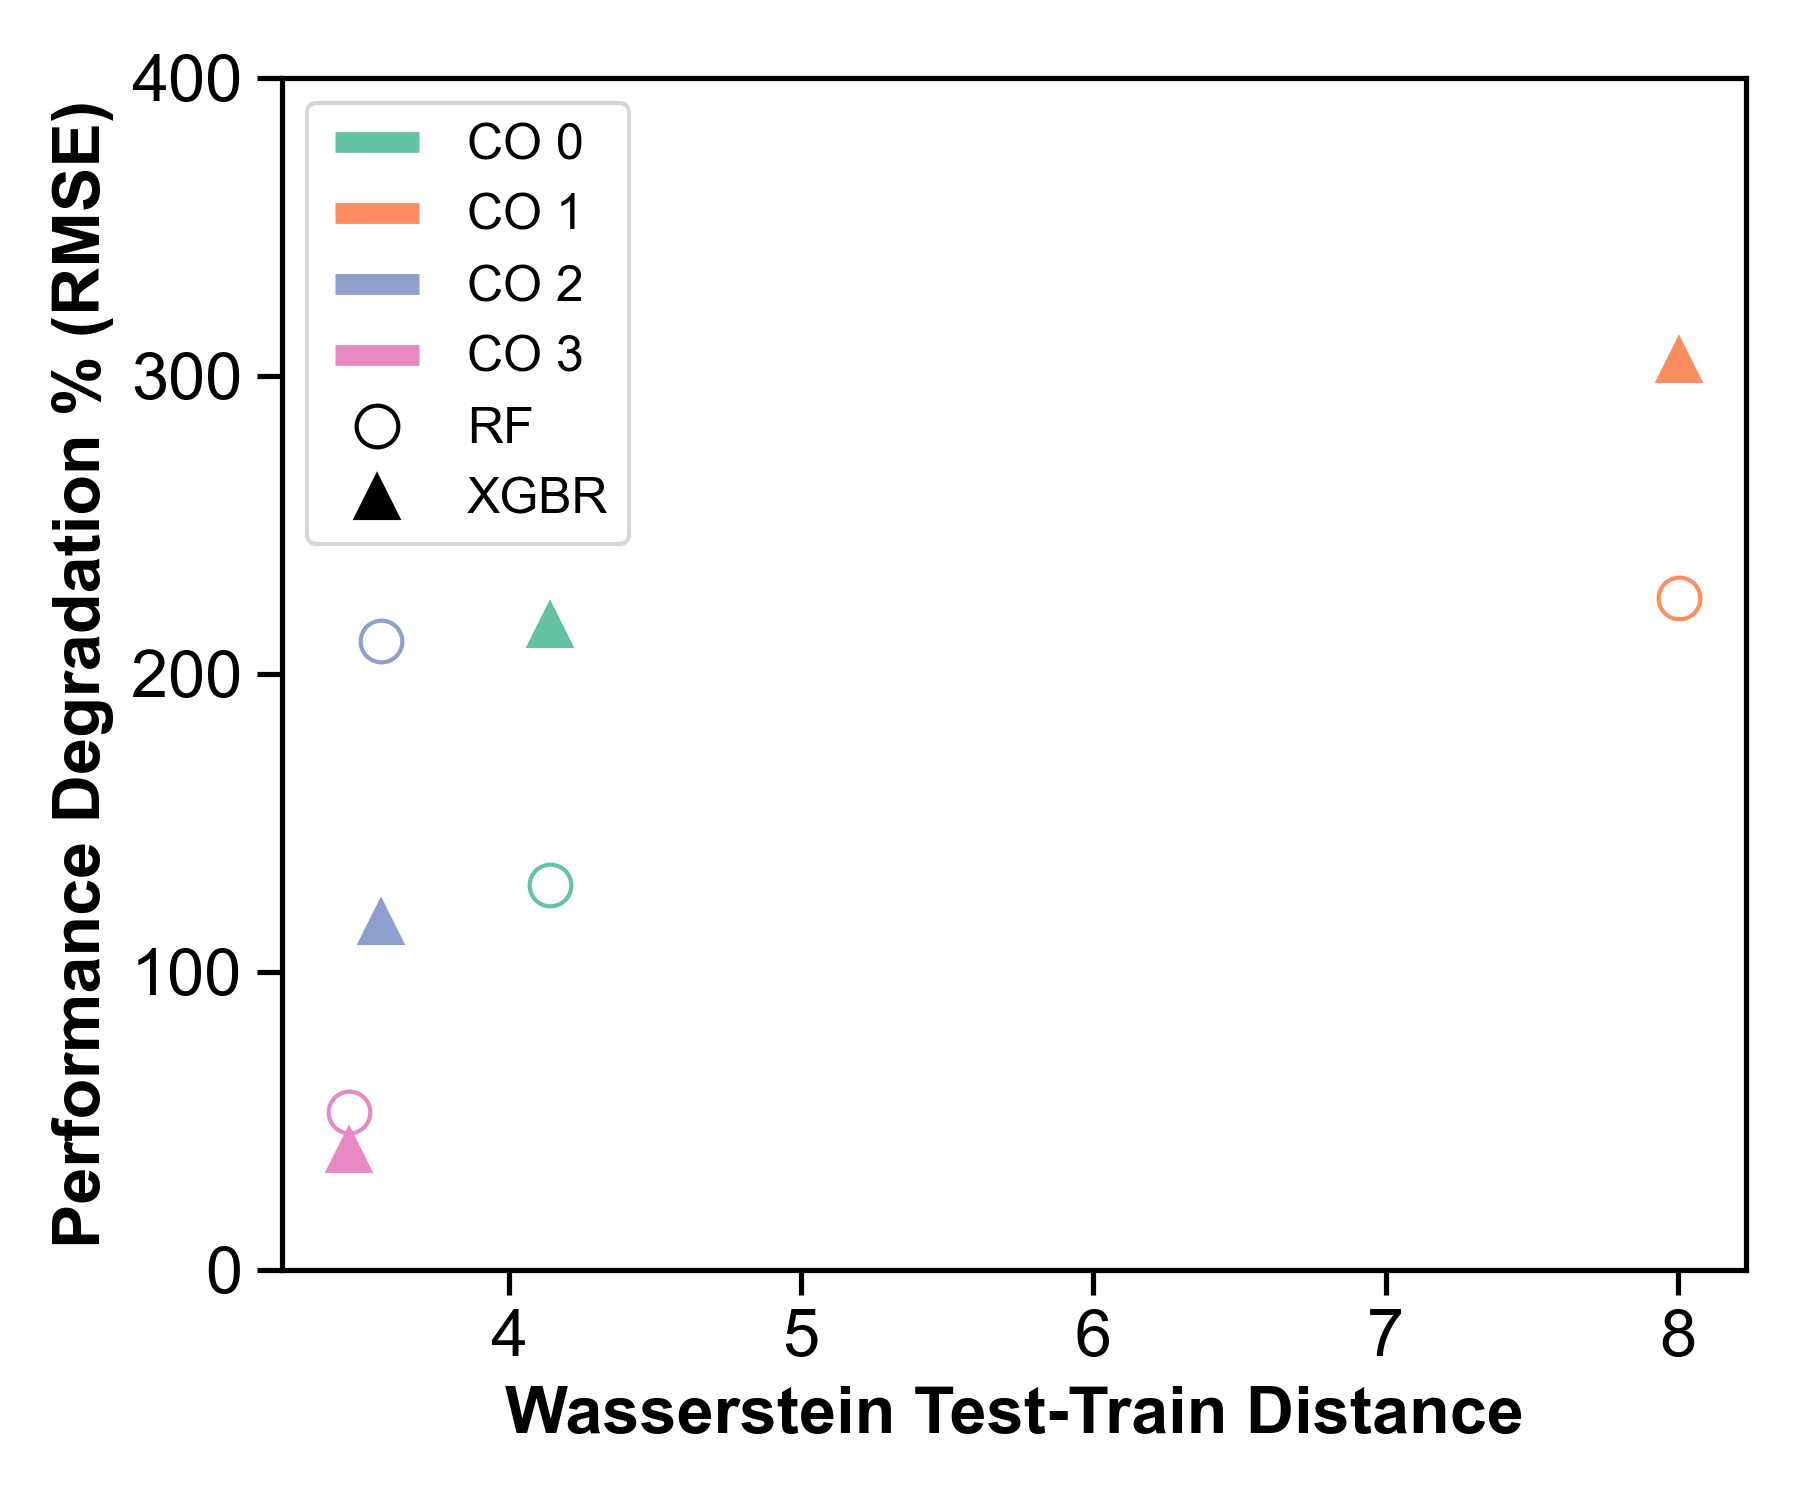 Performance Degradation % (RMSE)
400
300
200
100
0
CO 0
CO 1
CO 2
CO 3
RF
XGBR
4 5 6 7 8
Wasserstein Test-Train Distance